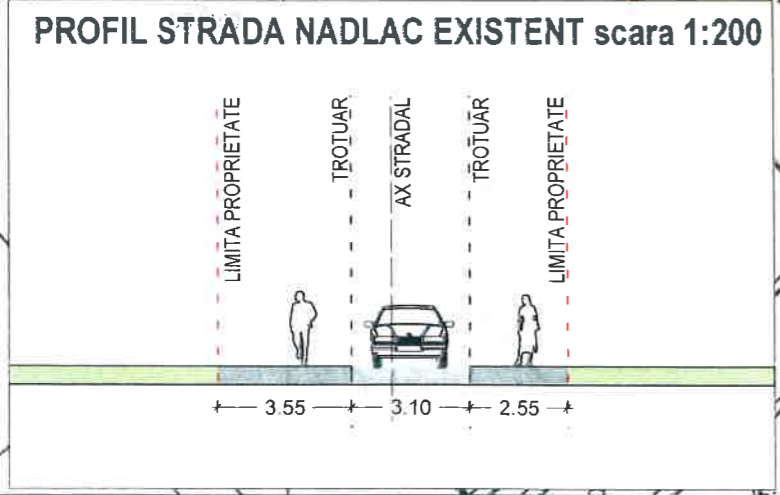 PROFIL STRADA NADLAC EXISTENT scara 1:200
LIMITA PROPRIETATE
TROTUAR
AX STRADAL
TROTUAR
LIMITA PROPRIETATE
3.55
3.10
2.55